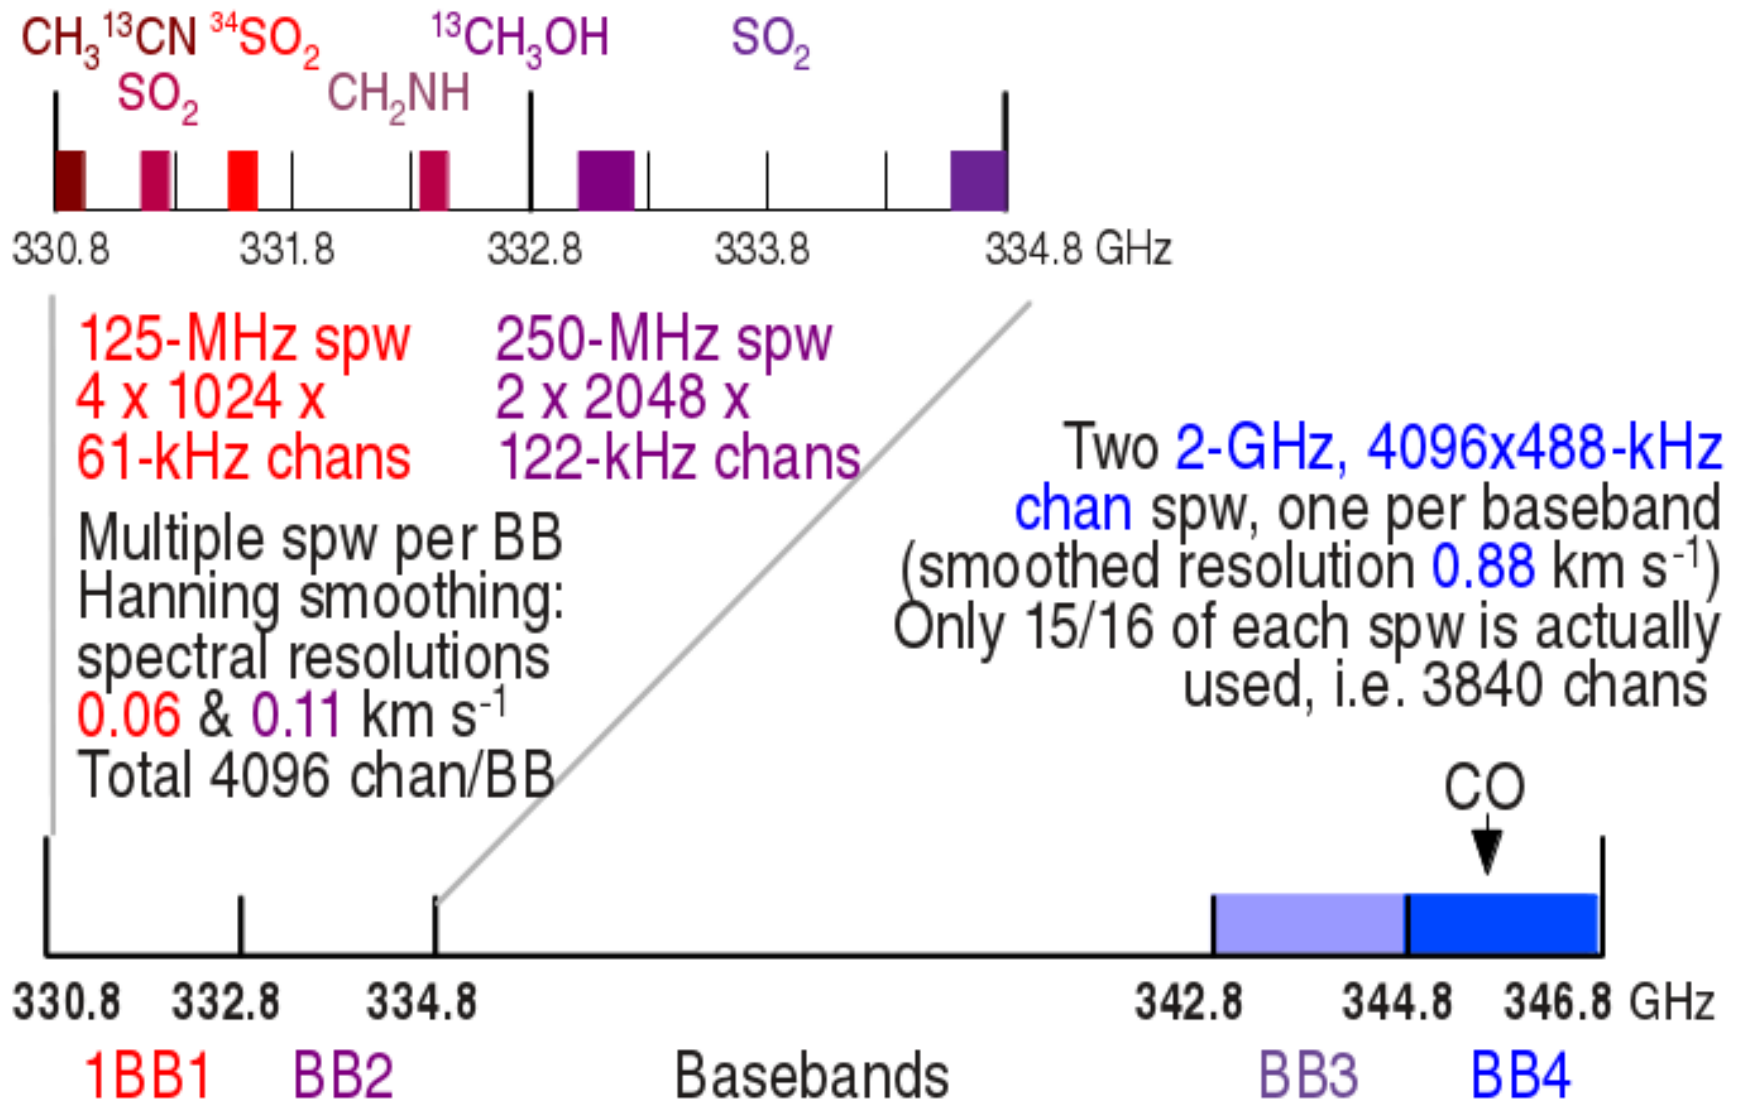 CH₃¹³CN ³⁴SO₂ ¹³CH₃OH SO₂
SO₂ CH₂NH
330.8 331.8 332.8 333.8 334.8 GHz
125-MHz spw
4 x 1024 x
61-kHz chans
250-MHz spw
2 x 2048 x
122-kHz chans
Multiple spw per BB
Hanning smoothing:
spectral resolutions
0.06 & 0.11 km s⁻¹
Total 4096 chan/BB
Two 2-GHz, 4096x488-kHz
chan spw, one per baseband
(smoothed resolution 0.88 km s⁻¹)
Only 15/16 of each spw is actually
used, i.e. 3840 chans
CO
330.8 332.8 334.8 342.8 344.8 346.8 GHz
1BB1 BB2 Basebands BB3 BB4